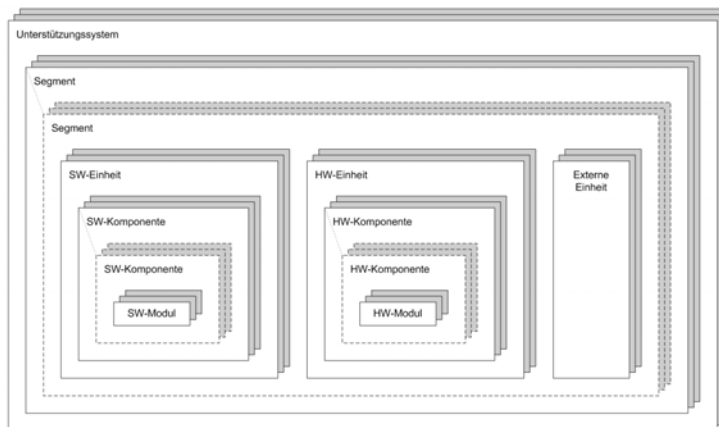 Unterstützungssystem
Segment
Segment
SW-Einheit
HW-Einheit
Externe
Einheit
SW-Komponente
HW-Komponente
SW-Komponente
HW-Komponente
SW-Modul
HW-Modul